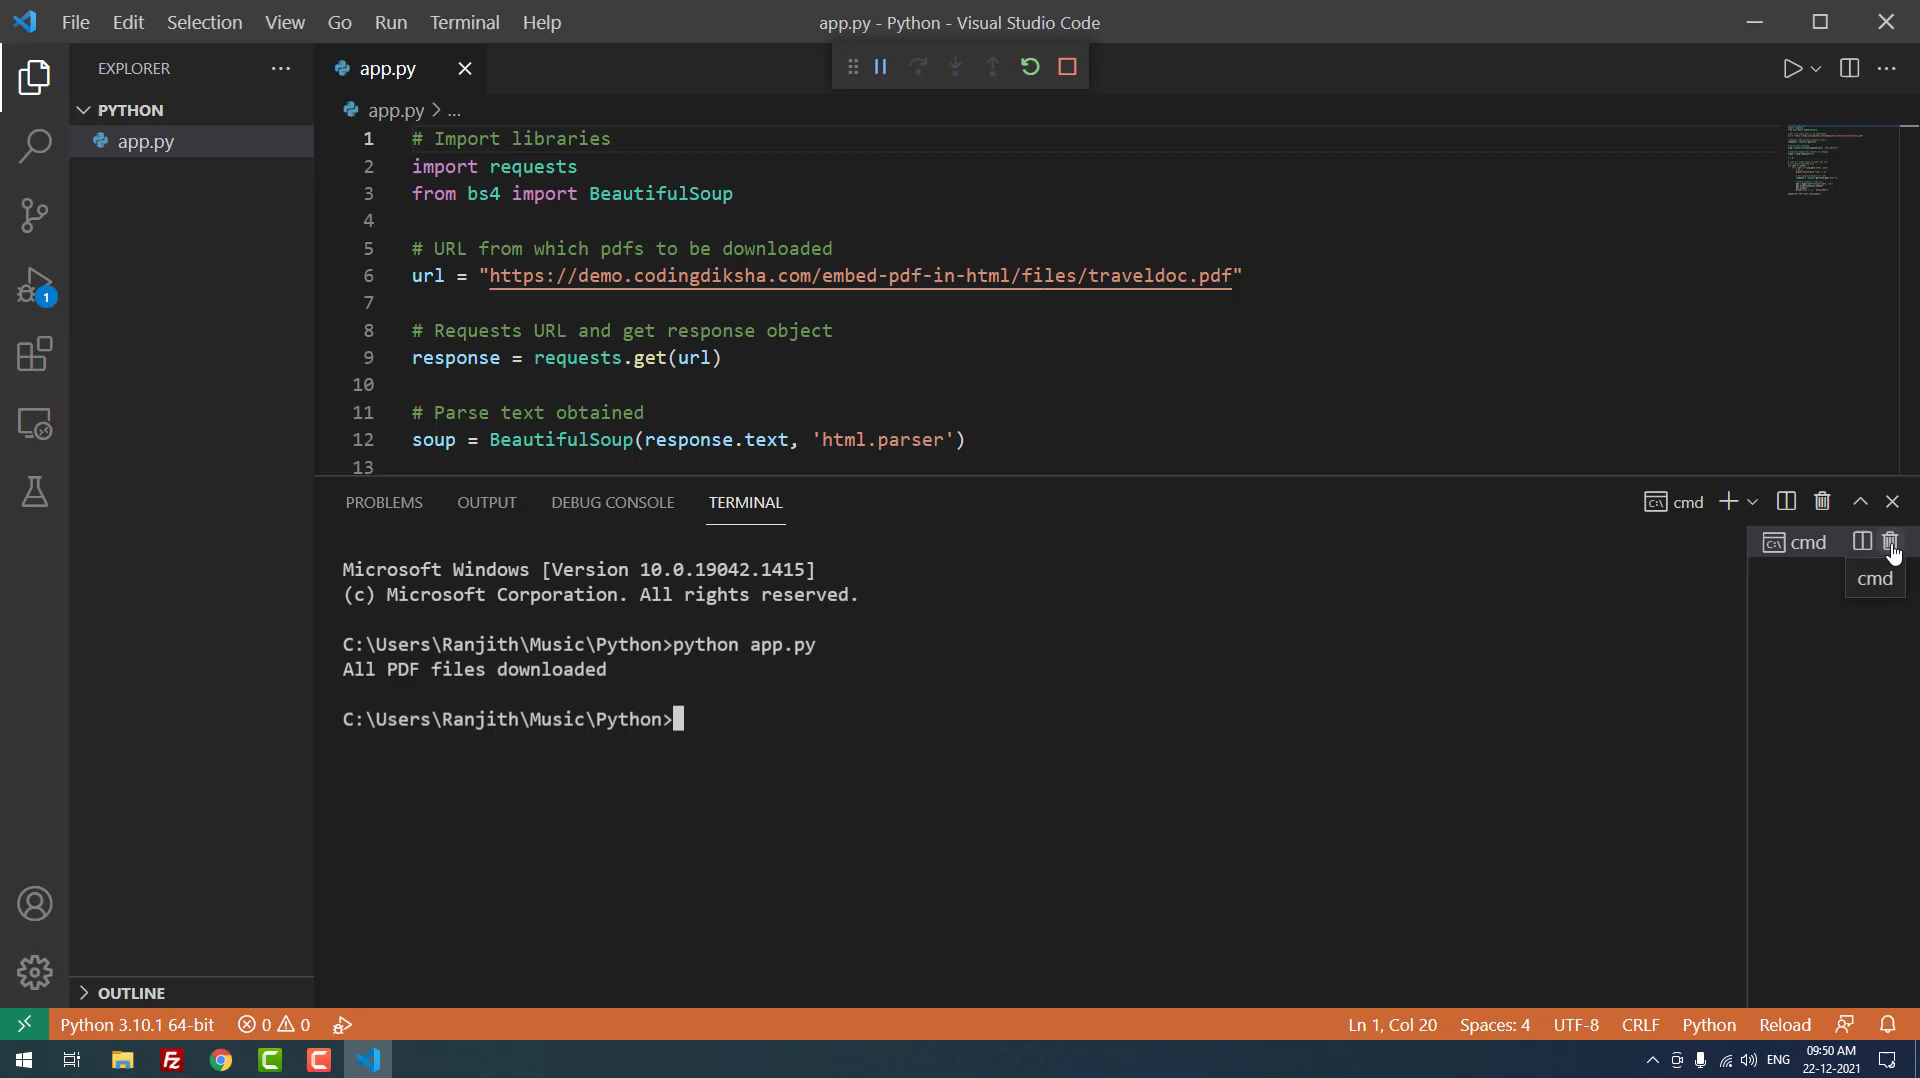 File Edit Selection View Go Run Terminal Help
app.py - Python - Visual Studio Code
EXPLORER
PYTHON
app.py
OUTLINE
1
app.py
app.py > ...
1 # Import libraries
2 import requests
3 from bs4 import BeautifulSoup
4
5 # URL from which pdfs to be downloaded
6 url = "https://demo.codingdiksha.com/embed-pdf-in-html/files/traveldoc.pdf"
7
8 # Requests URL and get response object
9 response = requests.get(url)
10
11 # Parse text obtained
12 soup = BeautifulSoup(response.text, 'html.parser')
13
PROBLEMS OUTPUT DEBUG CONSOLE TERMINAL
cmd
cmd
cmd
Microsoft Windows [Version 10.0.19042.1415]
(c) Microsoft Corporation. All rights reserved.
C:\Users\Ranjith\Music\Python>python app.py
All PDF files downloaded
C:\Users\Ranjith\Music\Python>
Python 3.10.1 64-bit 0 0
Ln 1, Col 20 Spaces: 4 UTF-8 CRLF Python Reload
ENG
09:50 AM
22-12-2021